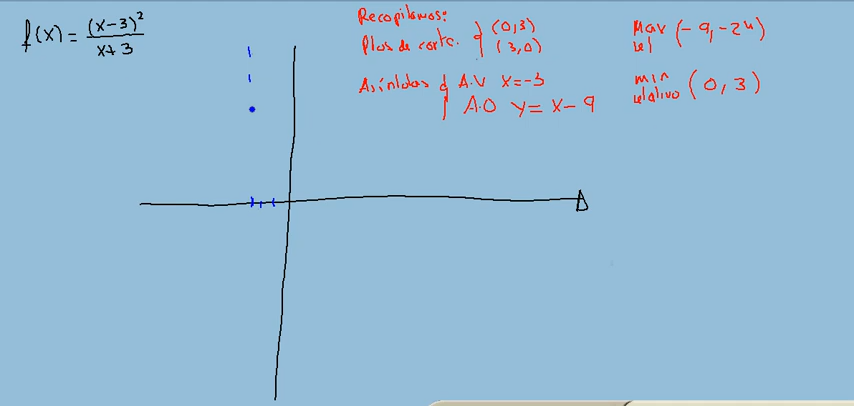 f(x) = (x-3)²/x+3
Recopilamos:
Ptos de corte. { (0,3)
(3,0)
Asíntotas { A.V x=-3
A.O y= x-9
Max (-9,-24)
rel
min (0,3)
relativo